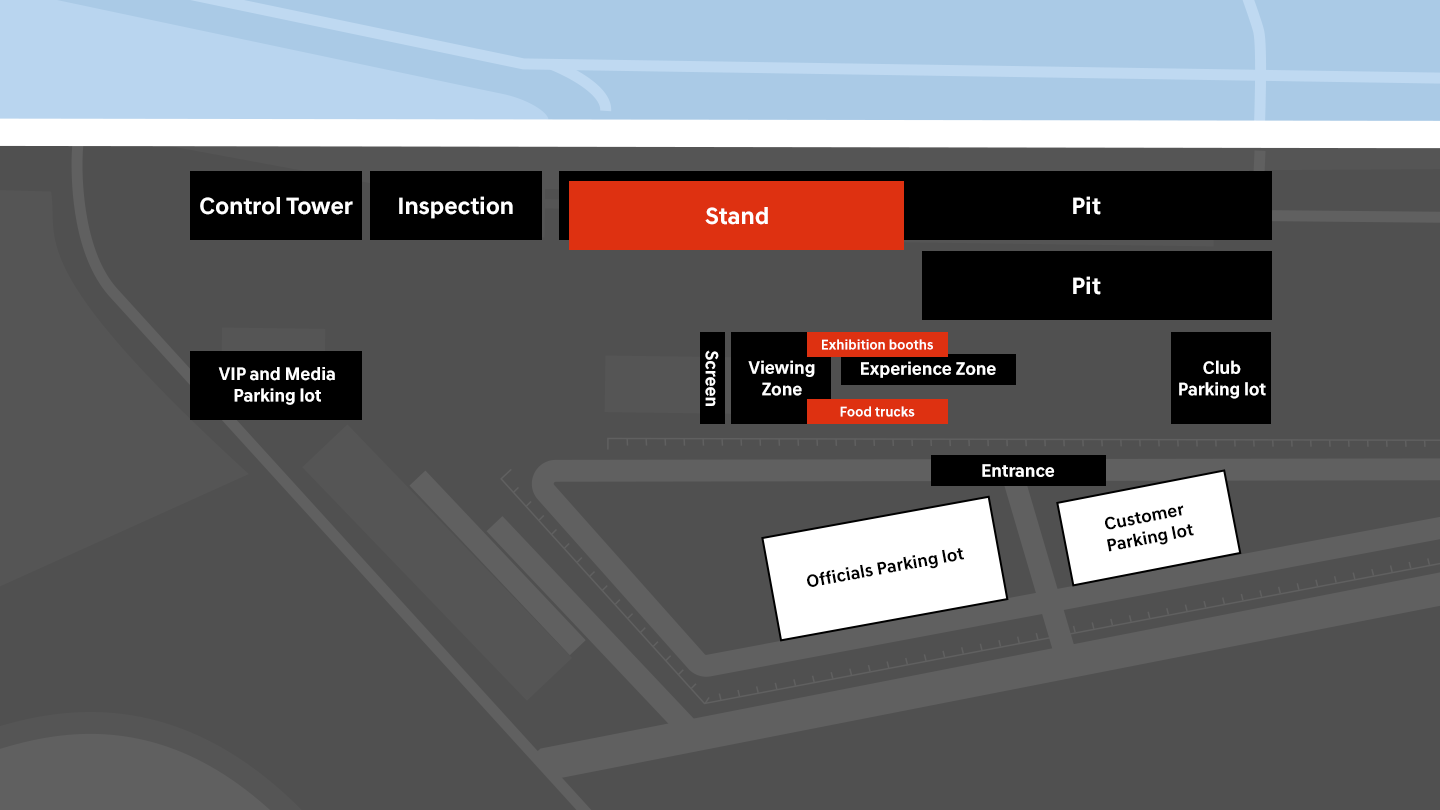 Control Tower
Inspection
Stand
Pit
Pit
Screen
Viewing
Zone
Exhibition booths
Experience Zone
Food trucks
Club
Parking lot
VIP and Media
Parking lot
Entrance
Officials Parking lot
Customer
Parking lot